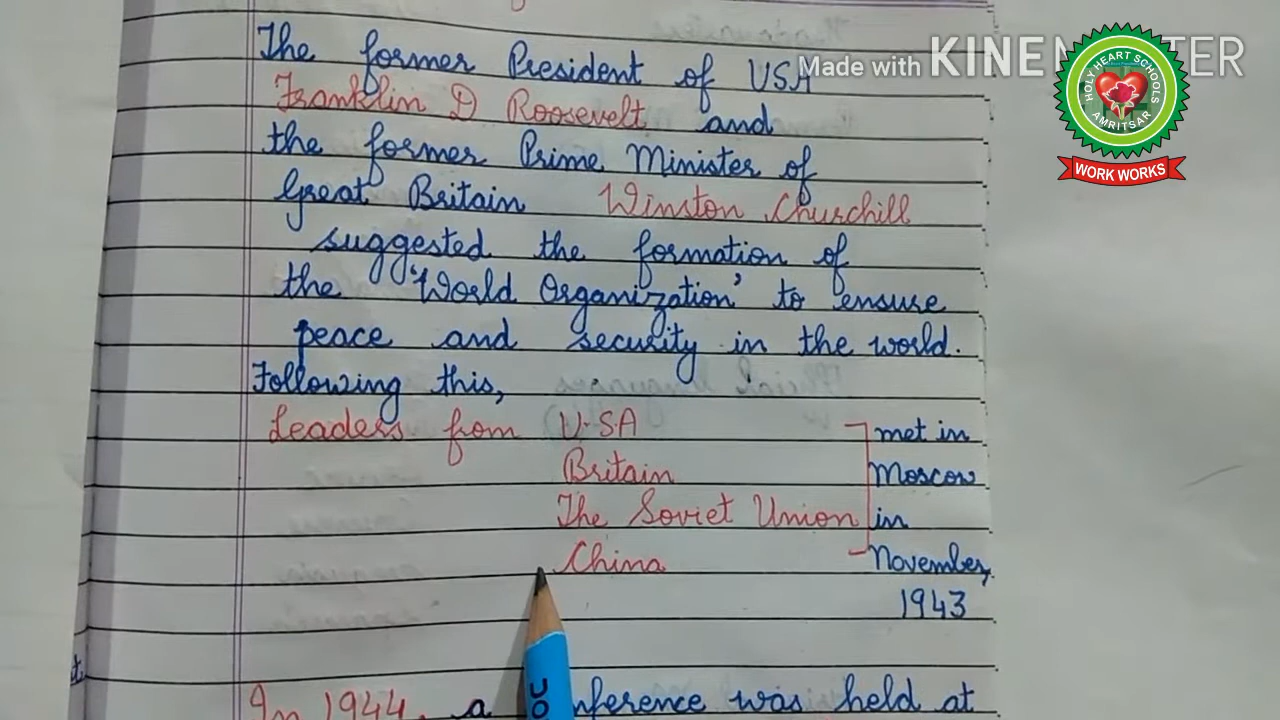 The former President of USA
Franklin D Roosevelt and
the former Prime Minister of
Great Britain Winston Churchill
suggested the formation of
the 'World Organization' to ensure
peace and security in the world.
Following this,
Leaders from U.S.A met in
Britain Moscow
The Soviet Union in
China November,
1943
In 1944, a nference was held at
Made with KINEMASTER
HOLY HEART SCHOOLS
AMRITSAR
WORK WORKS